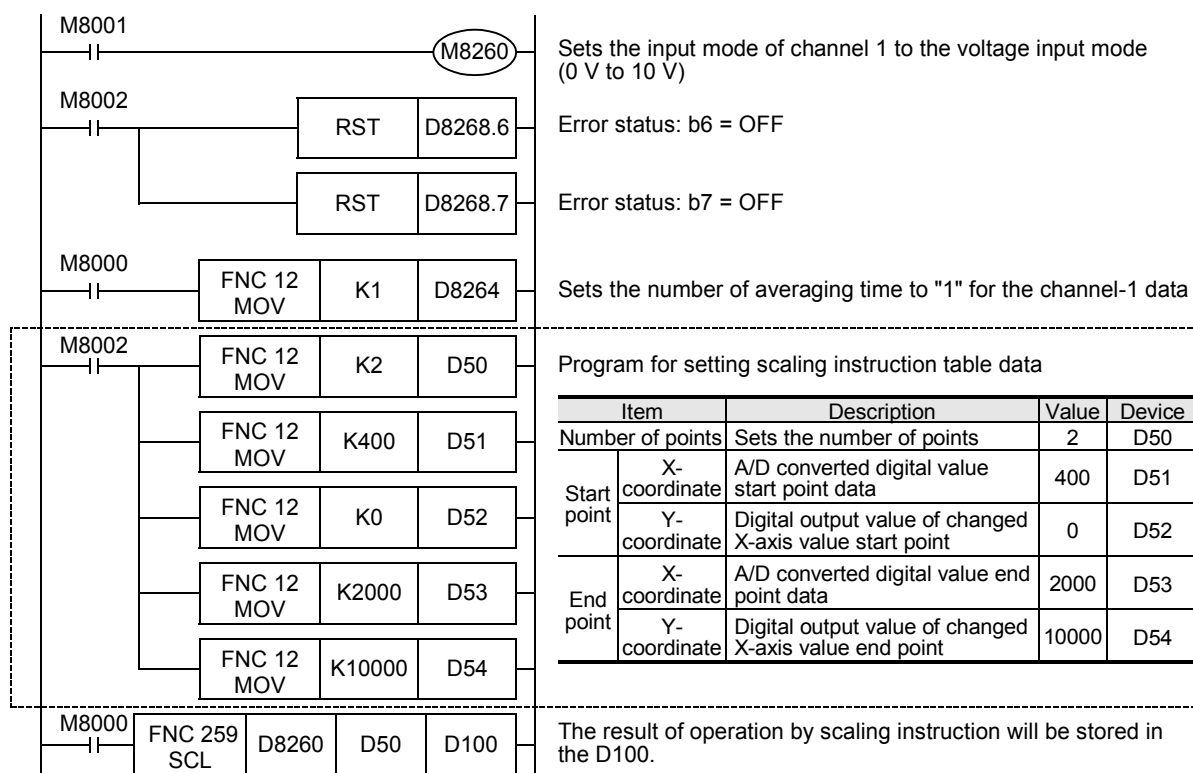 M8001
M8260
Sets the input mode of channel 1 to the voltage input mode
(0 V to 10 V)
M8002
RST D8268.6
Error status: b6 = OFF
RST D8268.7
Error status: b7 = OFF
M8000
FNC 12
MOV
K1 D8264
Sets the number of averaging time to "1" for the channel-1 data
M8002
FNC 12
MOV
K2 D50
FNC 12
MOV
K400 D51
FNC 12
MOV
K0 D52
FNC 12
MOV
K2000 D53
FNC 12
MOV
K10000 D54
Program for setting scaling instruction table data
Item Description Value Device
Number of points Sets the number of points 2 D50
Start
point
X-
coordinate
A/D converted digital value
start point data
400 D51
Y-
coordinate
Digital output value of changed
X-axis value start point
0 D52
End
point
X-
coordinate
A/D converted digital value end
point data
2000 D53
Y-
coordinate
Digital output value of changed
X-axis value end point
10000 D54
M8000
FNC 259
SCL
D8260 D50 D100
The result of operation by scaling instruction will be stored in
the D100.